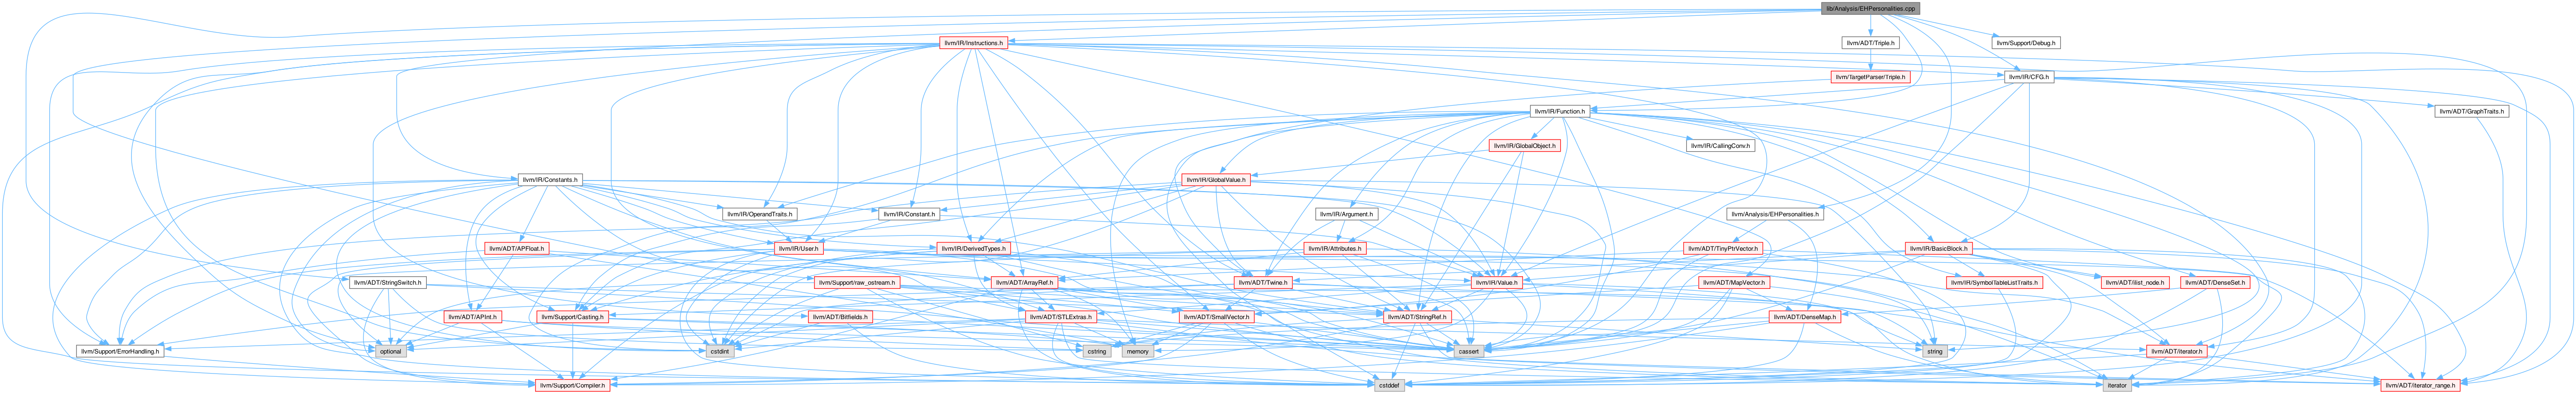 lib/Analysis/EHPersonalities.cpp
llvm/IR/Instructions.h
llvm/ADT/Triple.h
llvm/Support/Debug.h
llvm/TargetParser/Triple.h
llvm/IR/CFG.h
llvm/IR/Function.h
llvm/ADT/GraphTraits.h
llvm/IR/GlobalObject.h
llvm/IR/CallingConv.h
llvm/IR/Constants.h
llvm/IR/GlobalValue.h
llvm/IR/OperandTraits.h
llvm/IR/Constant.h
llvm/IR/Argument.h
llvm/Analysis/EHPersonalities.h
llvm/ADT/APFloat.h
llvm/IR/User.h
llvm/IR/DerivedTypes.h
llvm/IR/Attributes.h
llvm/ADT/TinyPtrVector.h
llvm/IR/BasicBlock.h
llvm/ADT/StringSwitch.h
llvm/Support/raw_ostream.h
llvm/ADT/ArrayRef.h
llvm/ADT/Twine.h
llvm/IR/Value.h
llvm/ADT/MapVector.h
llvm/IR/SymbolTableListTraits.h
llvm/ADT/ilist_node.h
llvm/ADT/DenseSet.h
llvm/ADT/APInt.h
llvm/Support/Casting.h
llvm/ADT/Bitfields.h
llvm/ADT/STLExtras.h
llvm/ADT/SmallVector.h
llvm/ADT/StringRef.h
llvm/ADT/DenseMap.h
llvm/Support/ErrorHandling.h
optional
cstdint
cstring
memory
cassert
string
llvm/ADT/iterator.h
llvm/Support/Compiler.h
cstddef
iterator
llvm/ADT/iterator_range.h